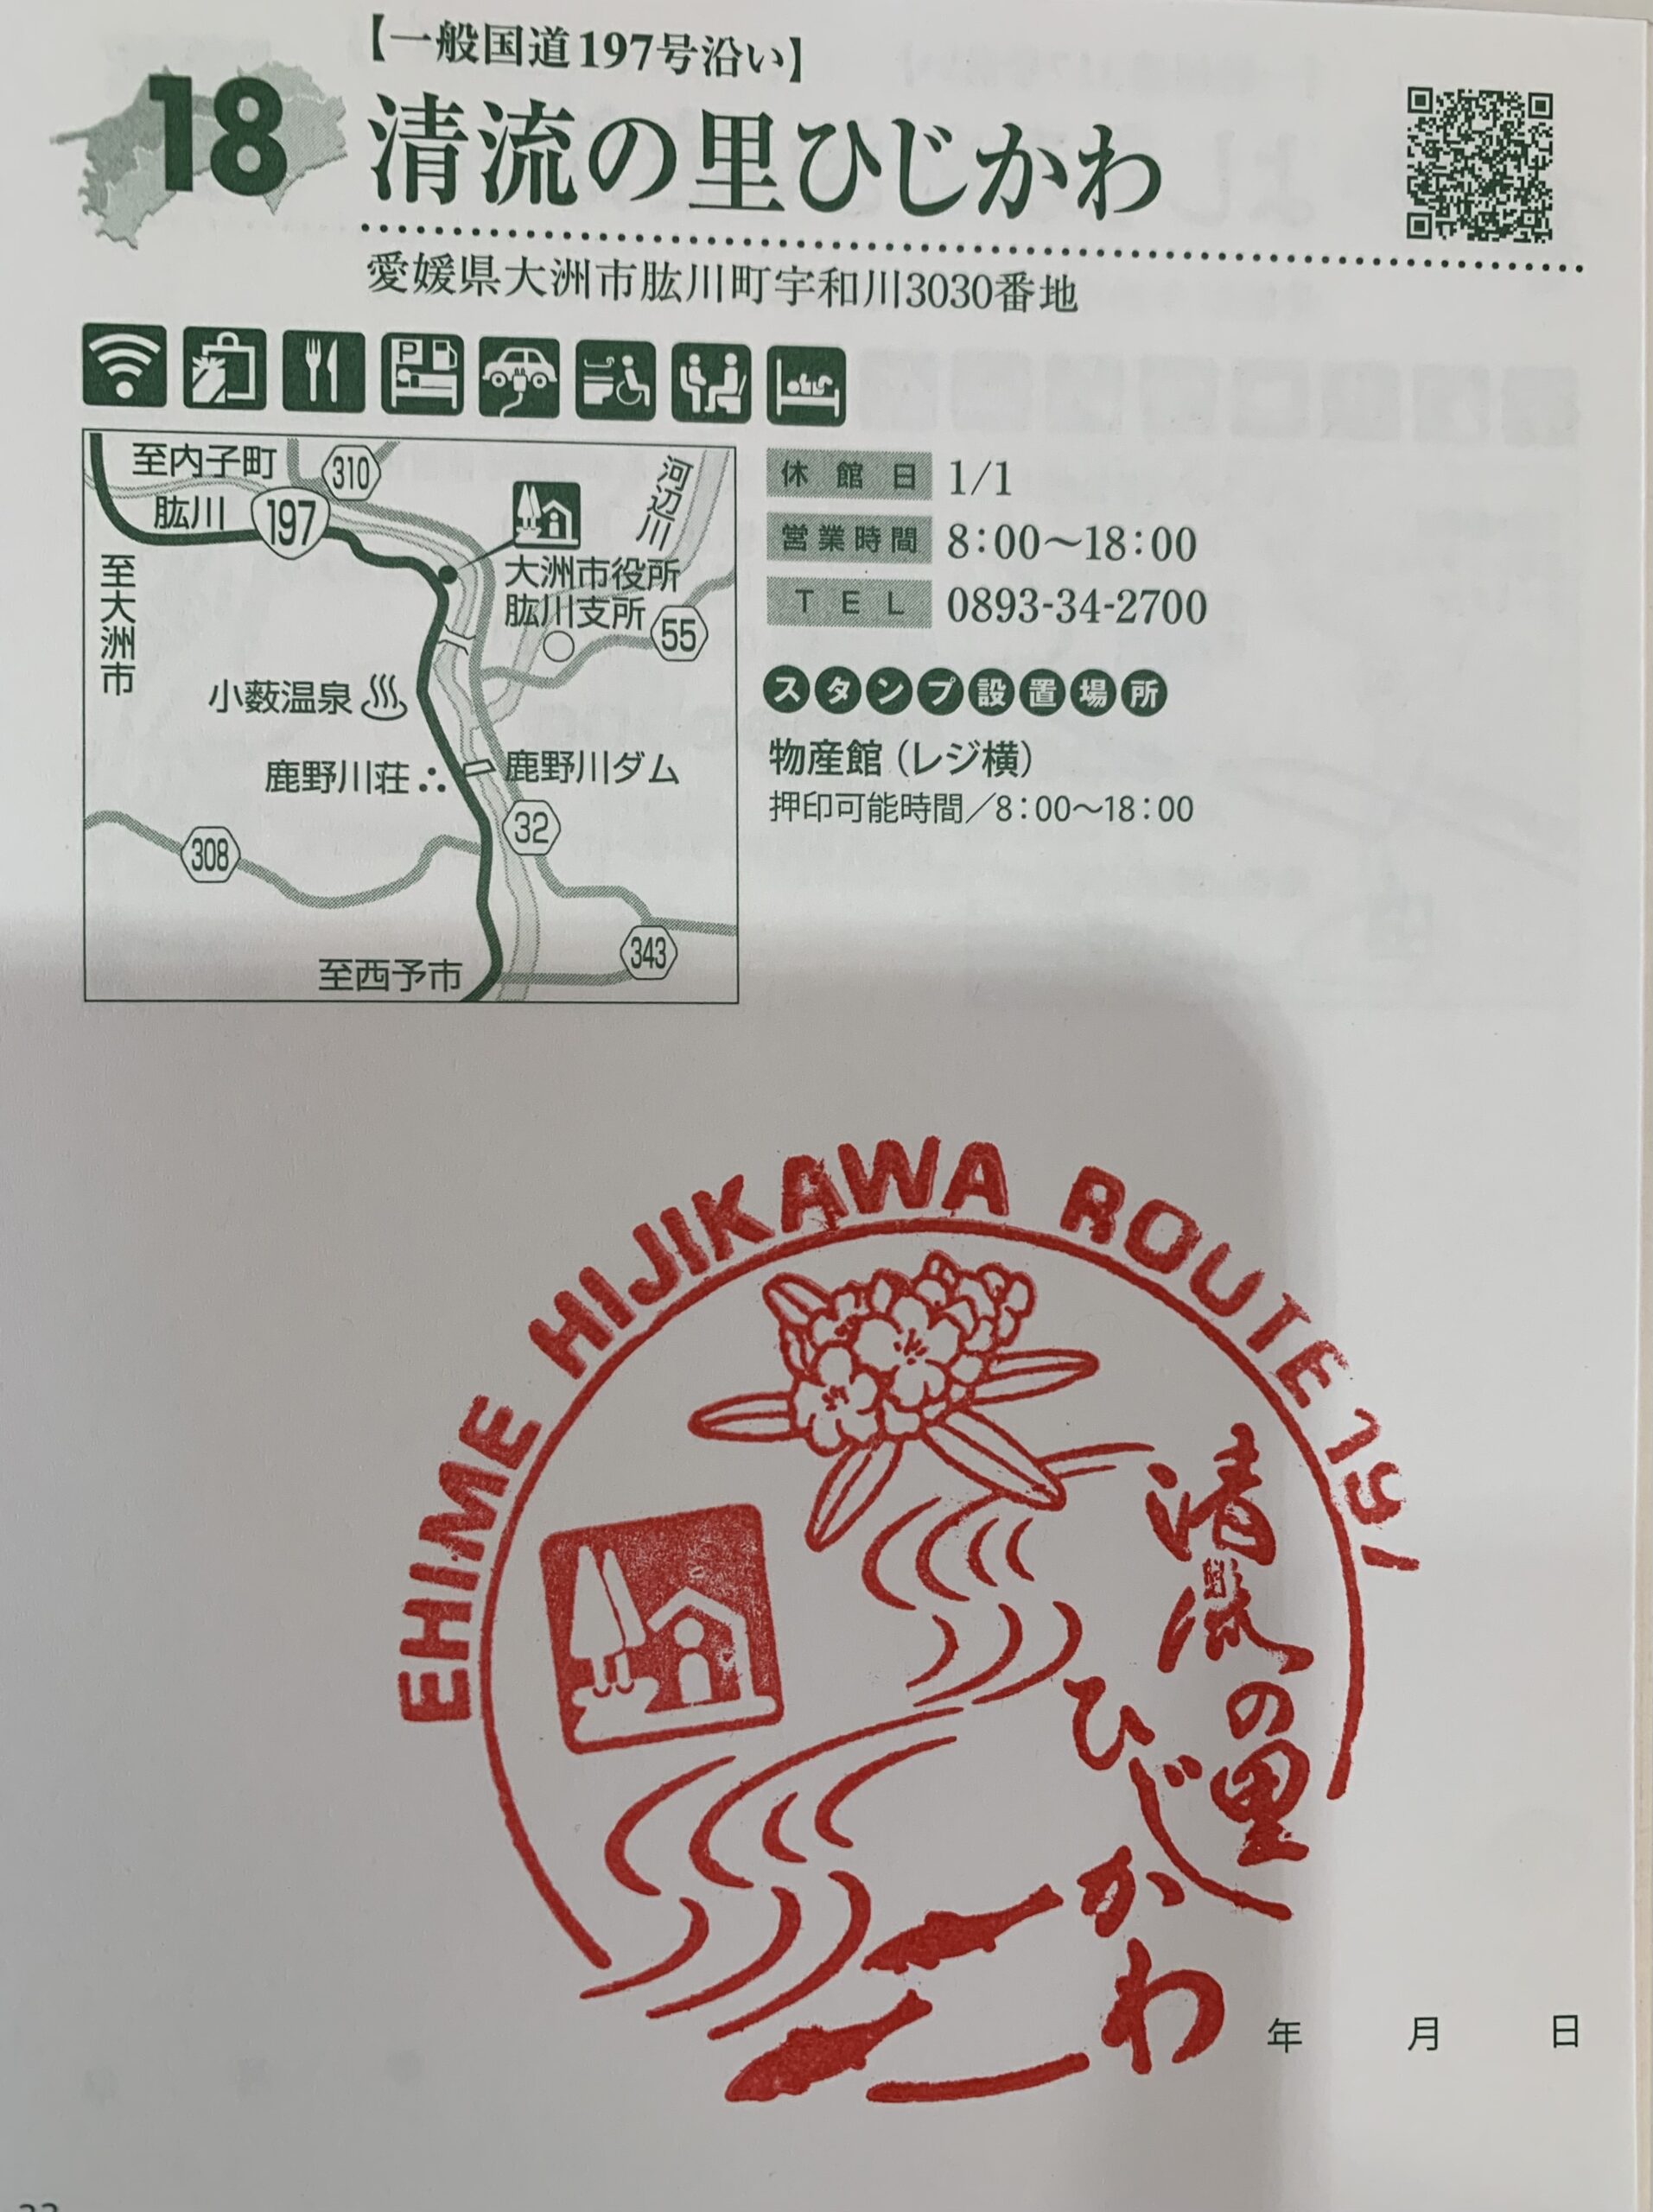 【一般国道197号沿い】
18
清流の里ひじかわ
愛媛県大洲市肱川町宇和川3030番地
P
至内子町
310
河辺川
肱川
197
至大洲市
大洲市役所
肱川支所
55
小薮温泉
鹿野川荘
鹿野川ダム
32
308
343
至西予市
休館日 1/1
営業時間 8:00〜18:00
TEL 0893-34-2700
スタンプ設置場所
物産館（レジ横）
押印可能時間／8:00〜18:00
EHIME HIJIKAWA ROUTE 197
清流の里
ひじかわ
年 月 日